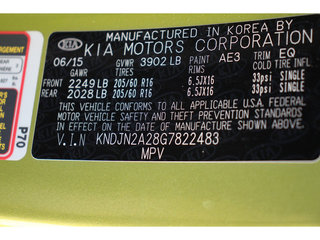 MANUFACTURED IN KOREA BY
KIA KIA MOTORS CORPORATION
06/15 GVWR 3902 LB PAINT AE3 TRIM EQ
GAWR TIRES RIMS COLD
FRONT 2249 LB 205/60 R16 6.5JX16 33psi SINGLE
REAR 2028 LB 205/60 R16 6.5JX16 33psi SINGLE
THIS VEHICLE CONFORMS TO ALL APPLICABLE U.S.A. FEDERAL
MOTOR VEHICLE SAFETY AND THEFT PREVENTION STANDARDS
IN EFFECT ON THE DATE OF MANUFACTURE SHOWN ABOVE.
V.I.N KNDJN2A28G7822483
MPV
P70